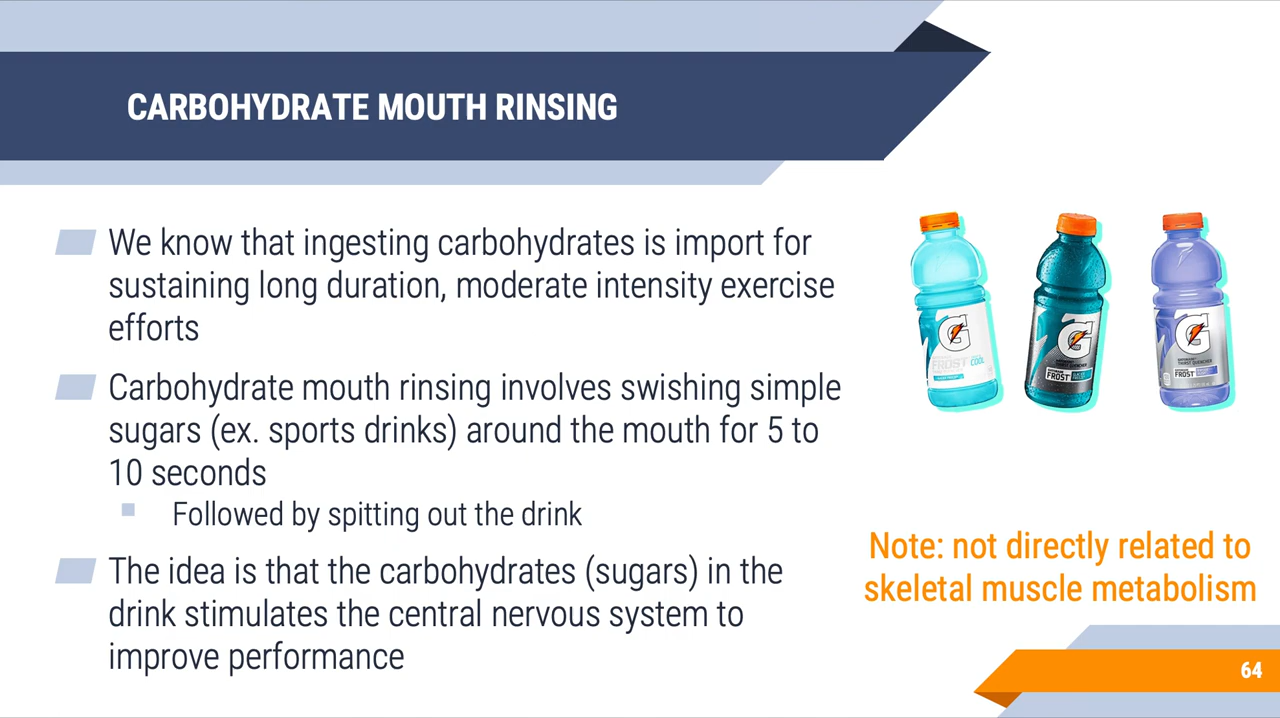 CARBOHYDRATE MOUTH RINSING
We know that ingesting carbohydrates is import for
sustaining long duration, moderate intensity exercise
efforts
Carbohydrate mouth rinsing involves swishing simple
sugars (ex. sports drinks) around the mouth for 5 to
10 seconds
Followed by spitting out the drink
The idea is that the carbohydrates (sugars) in the
drink stimulates the central nervous system to
improve performance
G
FROST
COOL
G
FROST
G
THIRST QUENCHER
FROST
Note: not directly related to
skeletal muscle metabolism
64